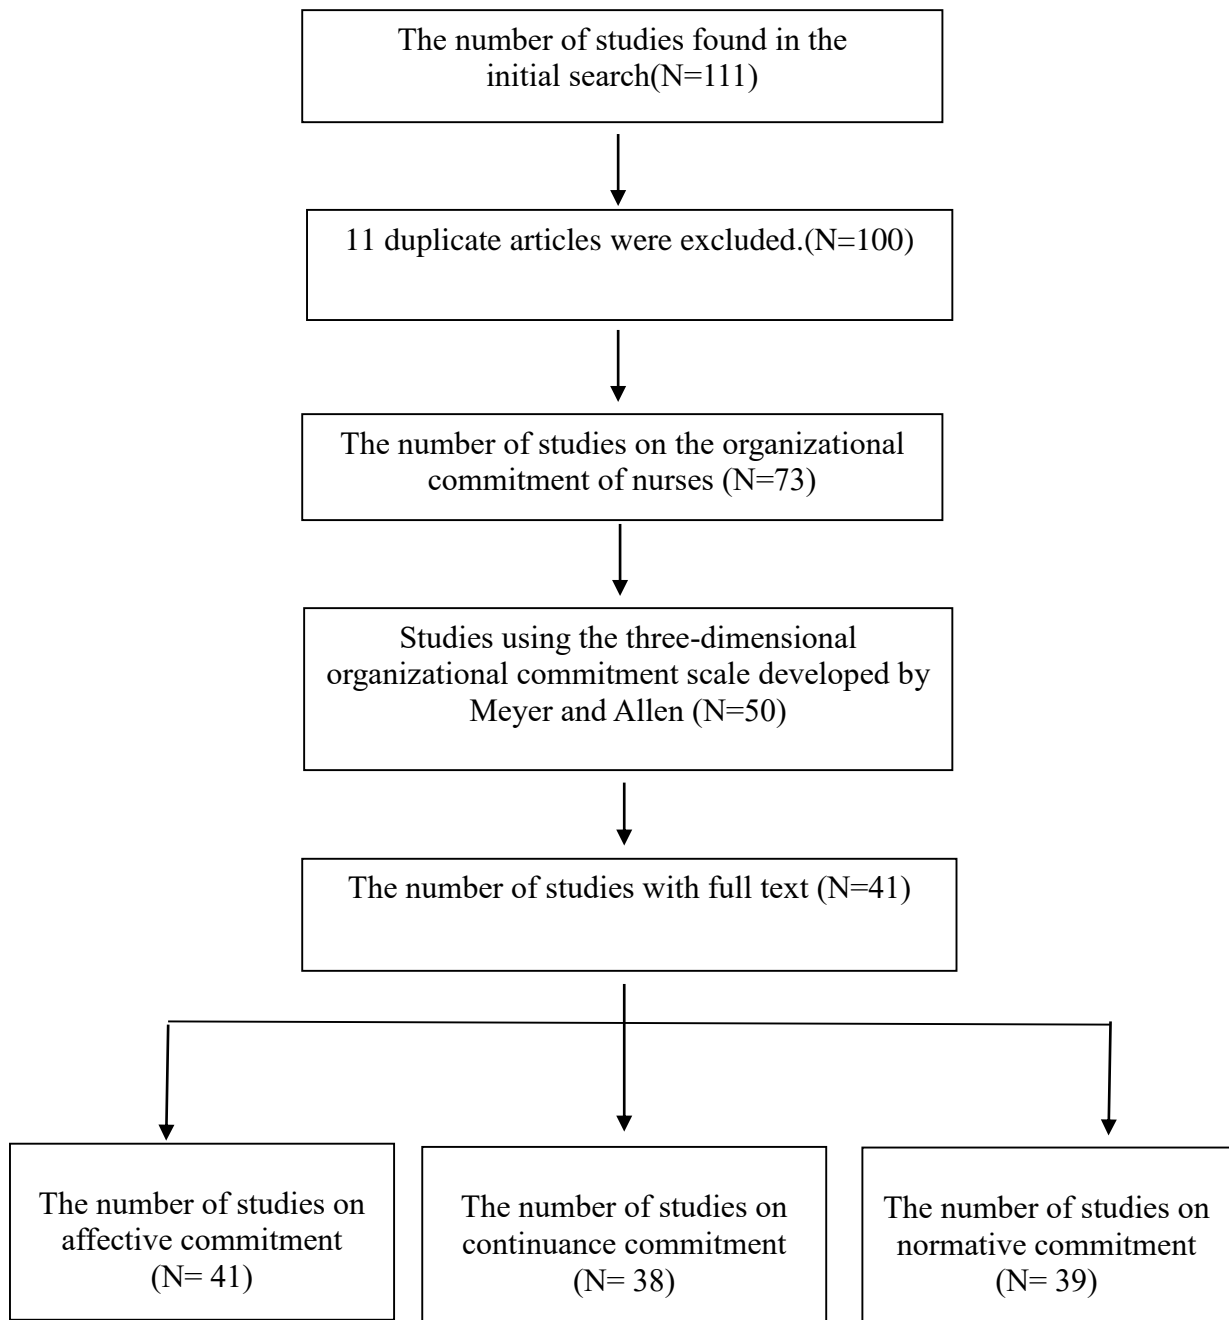 The number of studies found in the
initial search(N=111)
11 duplicate articles were excluded.(N=100)
The number of studies on the organizational
commitment of nurses (N=73)
Studies using the three-dimensional
organizational commitment scale developed by
Meyer and Allen (N=50)
The number of studies with full text (N=41)
The number of studies on
affective commitment
(N= 41)
The number of studies on
continuance commitment
(N= 38)
The number of studies on
normative commitment
(N= 39)